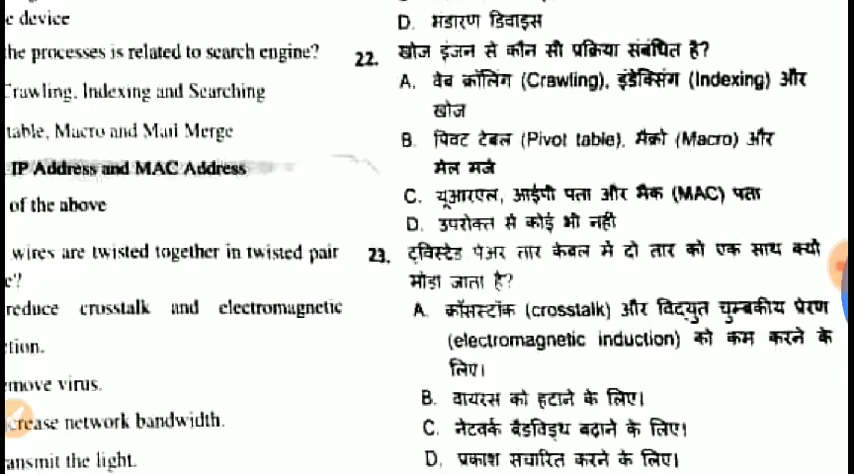 e device
the processes is related to search engine?
Crawling, Indexing and Searching
table, Macro and Mail Merge
IP Address and MAC Address
of the above
wires are twisted together in twisted pair
e?
reduce crosstalk and electromagnetic
tion.
move virus.
crease network bandwidth.
ansmit the light.
D. भंडारण डिवाइस
22. खोज इंजन से कौन सी प्रक्रिया संबंधित है?
A. वेब क्रॉलिंग (Crawling), इंडेक्सिंग (Indexing) और
खोज
B. पिवट टेबल (Pivot table), मैक्रो (Macro) और
मेल मर्ज
C. यूआरएल, आईपी पता और मैक (MAC) पता
D. उपरोक्त में कोई भी नहीं
23. ट्विस्टेड पेअर तार केबल में दो तार को एक साथ क्यों
मोडा जाता है?
A. क्रॉसस्टॉक (crosstalk) और विद्युत चुम्बकीय प्रेरण
(electromagnetic induction) को कम करने के
लिए।
B. वायरस को हटाने के लिए।
C. नेटवर्क बैडविड्थ बढ़ाने के लिए।
D. प्रकाश संचारित करने के लिए।